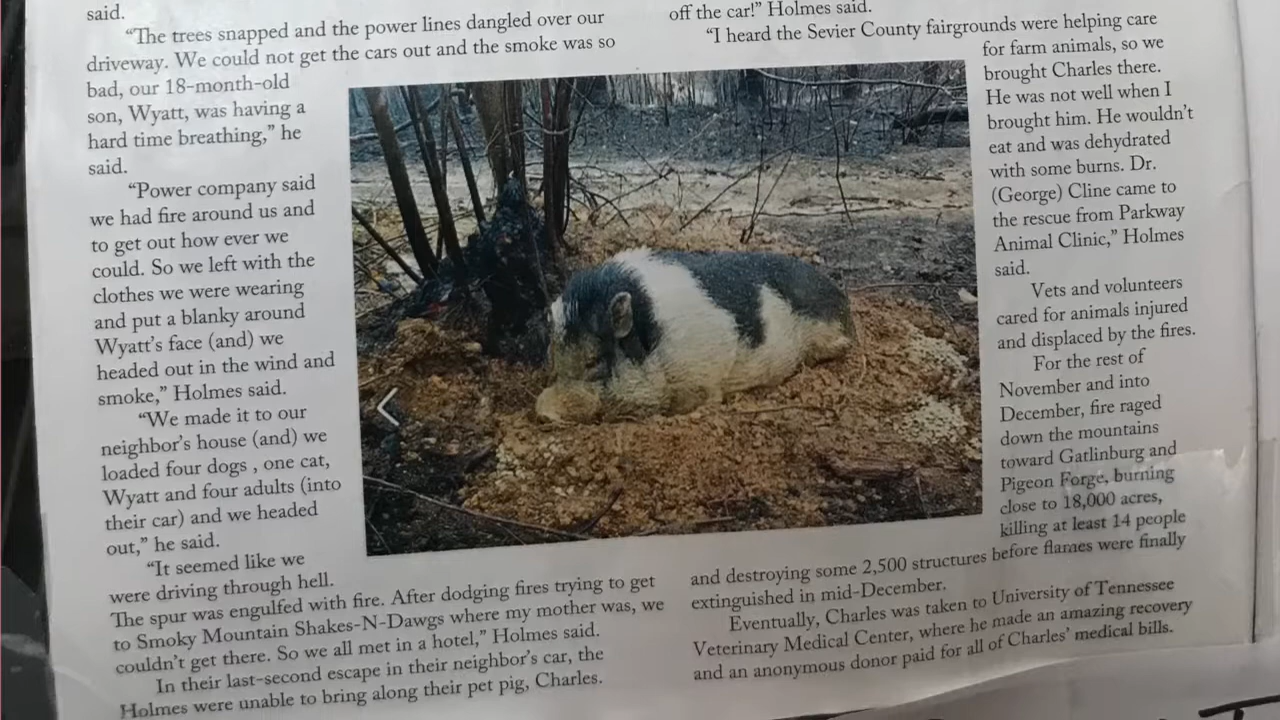 said.
“The trees snapped and the power lines dangled over our
driveway. We could not get the cars out and the smoke was so
bad, our 18-month-old
son, Wyatt, was having a
hard time breathing,” he
said.
“Power company said
we had fire around us and
to get out how ever we
could. So we left with the
clothes we were wearing
and put a blanky around
Wyatt’s face (and) we
headed out in the wind and
smoke,” Holmes said.
“We made it to our
neighbor’s house (and) we
loaded four dogs , one cat,
Wyatt and four adults (into
their car) and we headed
out,” he said.
“It seemed like we
were driving through hell.
The spur was engulfed with fire. After dodging fires trying to get
to Smoky Mountain Shakes-N-Dawgs where my mother was, we
couldn’t get there. So we all met in a hotel,” Holmes said.
In their last-second escape in their neighbor’s car, the
Holmes were unable to bring along their pet pig, Charles.
off the car!” Holmes said.
“I heard the Sevier County fairgrounds were helping care
for farm animals, so we
brought Charles there.
He was not well when I
brought him. He wouldn’t
eat and was dehydrated
with some burns. Dr.
(George) Cline came to
the rescue from Parkway
Animal Clinic,” Holmes
said.
Vets and volunteers
cared for animals injured
and displaced by the fires.
For the rest of
November and into
December, fire raged
down the mountains
toward Gatlinburg and
Pigeon Forge, burning
close to 18,000 acres,
killing at least 14 people
and destroying some 2,500 structures before flames were finally
extinguished in mid-December.
Eventually, Charles was taken to University of Tennessee
Veterinary Medical Center, where he made an amazing recovery
and an anonymous donor paid for all of Charles’ medical bills.